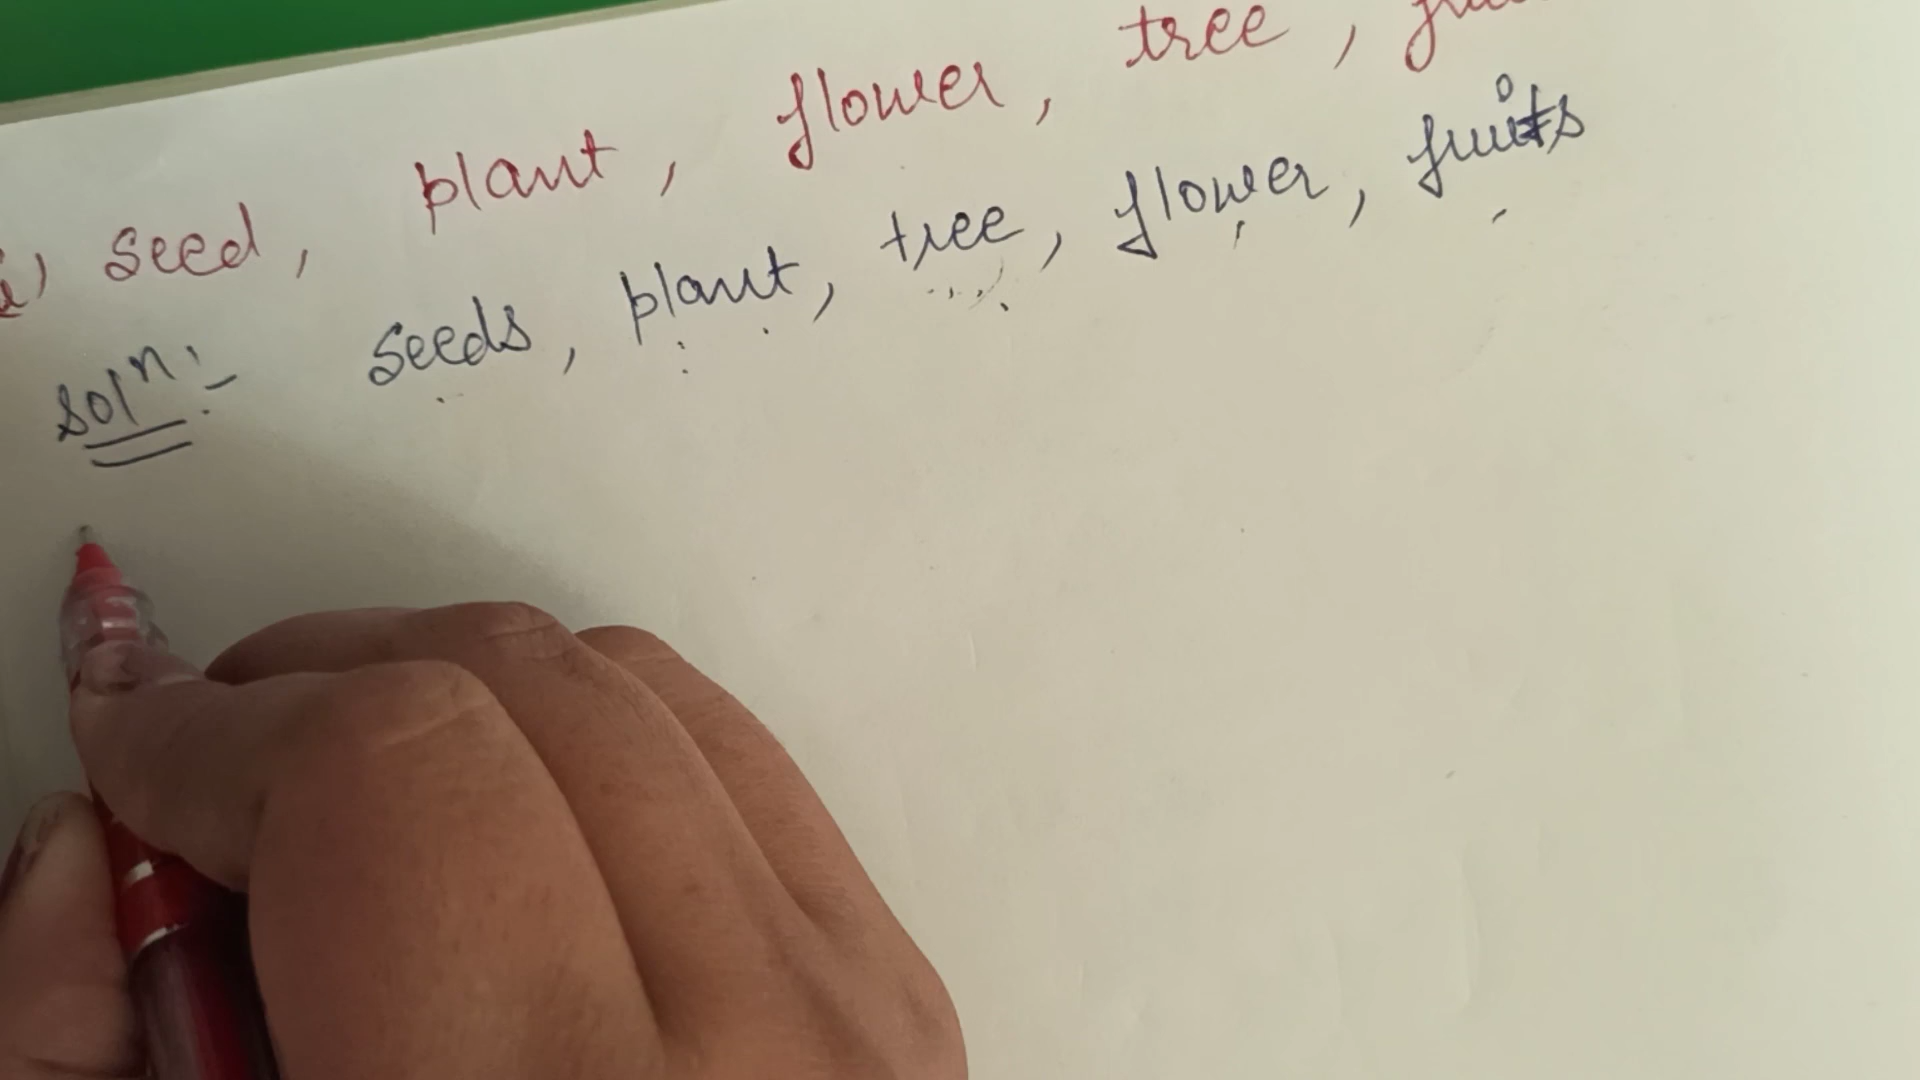 i) seed, plant, flower, tree,
solⁿ:- seeds, plant, tree, flower, fruits